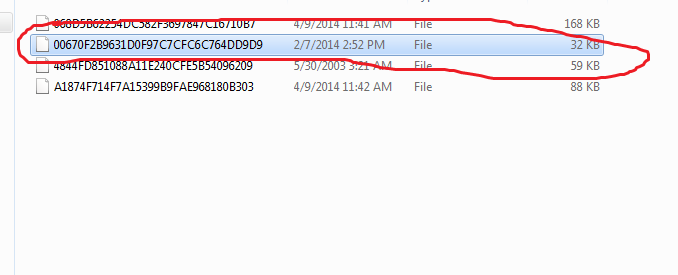 4/9/2014 11:41 AM File 168 KB
00670F2B9631D0F97C7CFC6C764DD9D9 2/7/2014 2:52 PM File 32 KB
4844FD851088A11E240CFE5B54096209 5/30/2003 3:21 AM File 59 KB
A1874F714F7A15399B9FAE968180B303 4/9/2014 11:42 AM File 88 KB